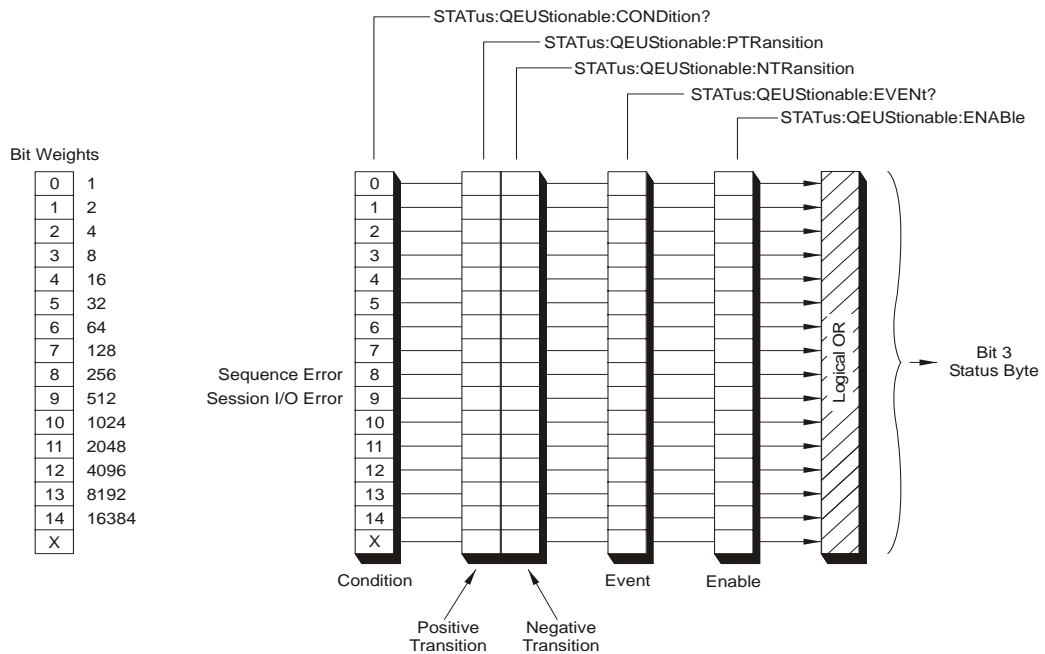 STATus:QEUStionable:CONDition?
STATus:QEUStionable:PTRansition
STATus:QEUStionable:NTRansition
STATus:QEUStionable:EVENt?
STATus:QEUStionable:ENABle
Bit Weights
0 1
1 2
2 4
3 8
4 16
5 32
6 64
7 128
8 256
9 512
10 1024
11 2048
12 4096
13 8192
14 16384
X
0
1
2
3
4
5
6
7
Sequence Error 8
Session I/O Error 9
10
11
12
13
14
X
Logical OR
Bit 3
Status Byte
Condition
Event
Enable
Positive
Transition
Negative
Transition